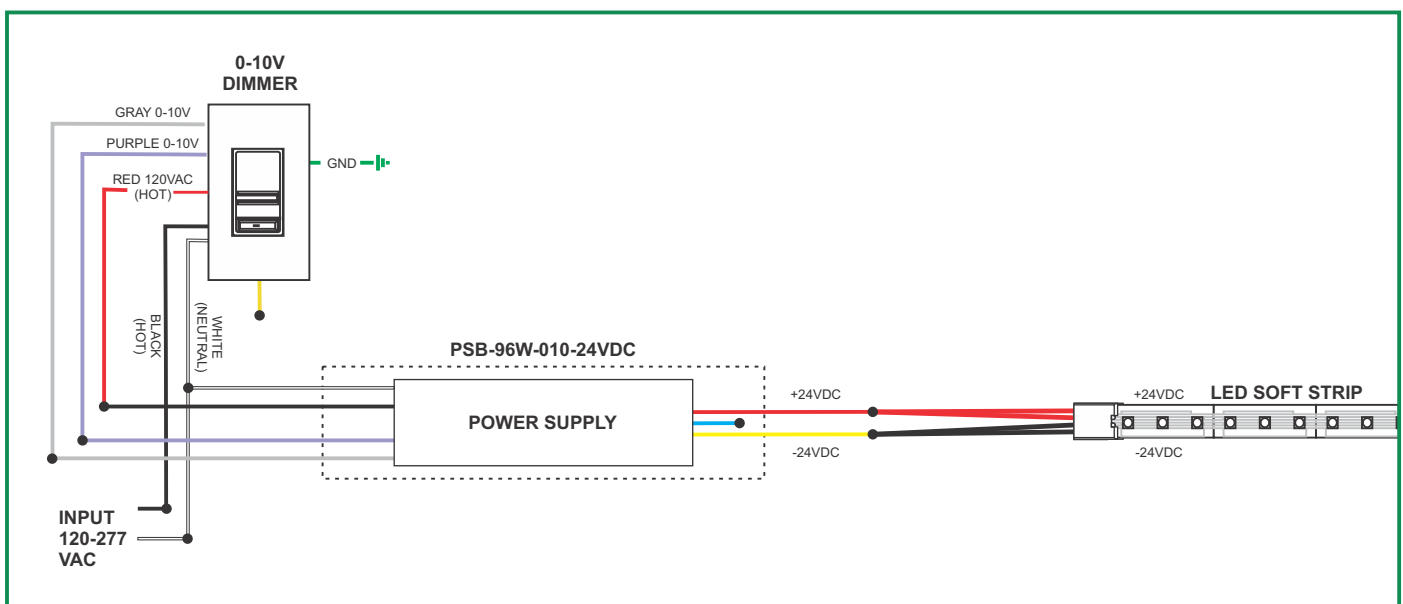 0-10V
DIMMER
GRAY 0-10V
PURPLE 0-10V
RED 120VAC
(HOT)
GND
BLACK
(HOT)
WHITE
(NEUTRAL)
PSB-96W-010-24VDC
POWER SUPPLY
+24VDC
-24VDC
+24VDC
LED SOFT STRIP
-24VDC
INPUT
120-277
VAC